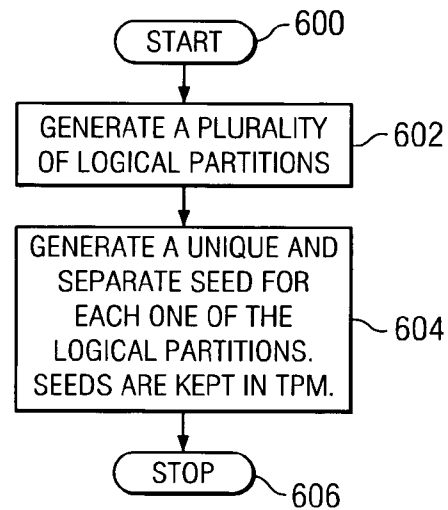 START
600
GENERATE A PLURALITY
OF LOGICAL PARTITIONS
602
GENERATE A UNIQUE AND
SEPARATE SEED FOR
EACH ONE OF THE
LOGICAL PARTITIONS.
SEEDS ARE KEPT IN TPM.
604
STOP
606